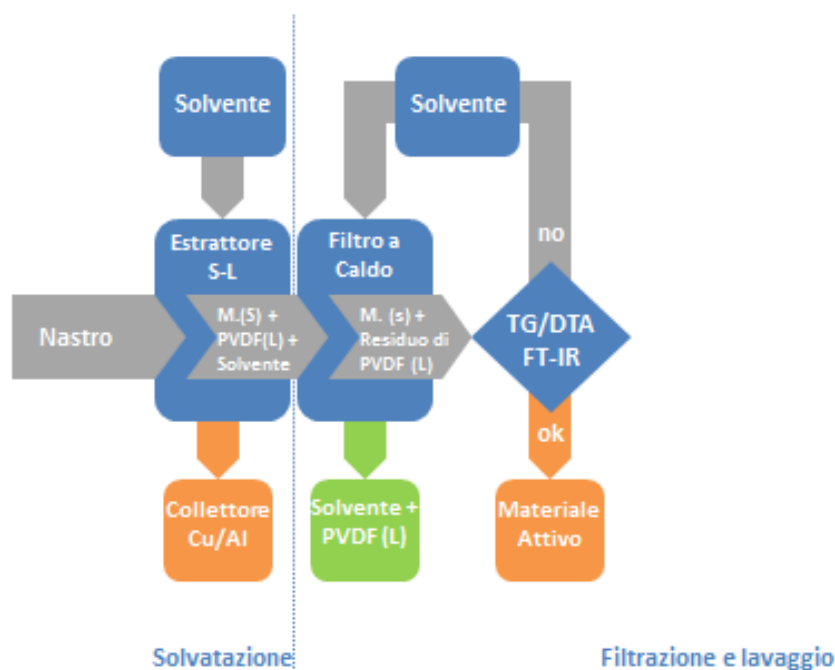 Solvente
Solvente
Estrattore
S-L
Filtro a
Caldo
no
Nastro
M.(S) +
PVDF(L) +
Solvente
M. (s) +
Residuo di
PVDF (L)
TG/DTA
FT-IR
ok
Collettore
Cu/Al
Solvente +
PVDF (L)
Materiale
Attivo
Solvatazione
Filtrazione e lavaggio